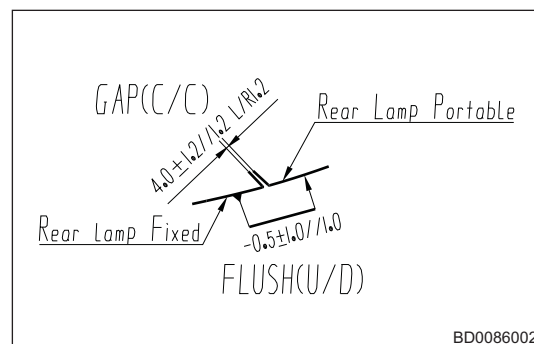 GAP(C/C)
4.0±1.2//1.2 L/R1.2
Rear Lamp Portable
Rear Lamp Fixed
-0.5±1.0//1.0
FLUSH(U/D)
BD0086002